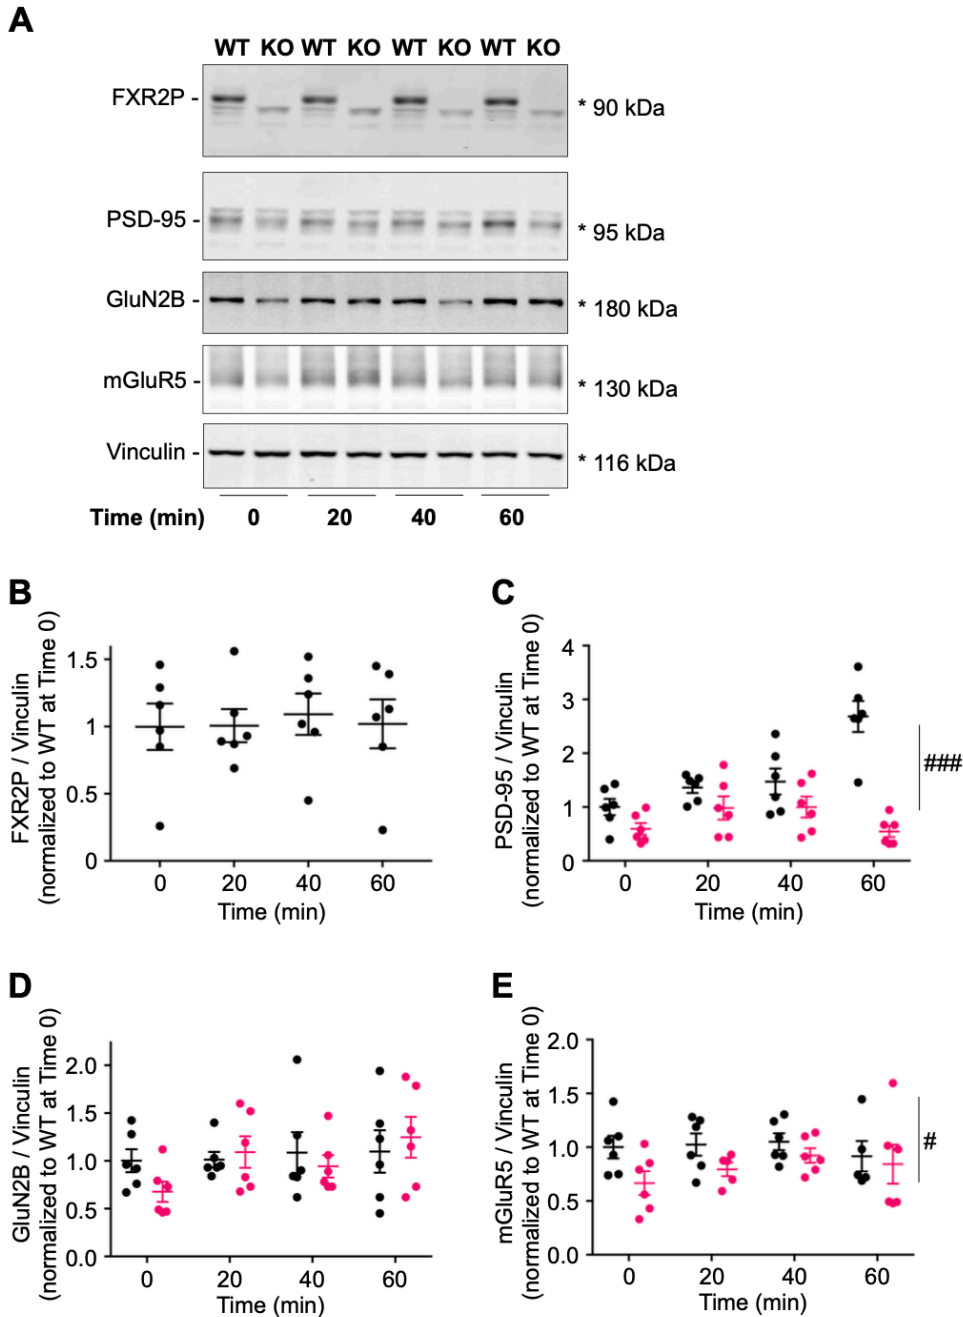 A
WT KO WT KO WT KO WT KO
FXR2P - * 90 kDa
PSD-95 - * 95 kDa
GluN2B - * 180 kDa
mGluR5 - * 130 kDa
Vinculin - * 116 kDa
Time (min) 0 20 40 60
B
FXR2P / Vinculin
(normalized to WT at Time 0)
1.5
1
0.5
0
0 20 40 60
Time (min)
C
PSD-95 / Vinculin
(normalized to WT at Time 0)
4
3
2
1
0
###
0 20 40 60
Time (min)
D
GluN2B / Vinculin
(normalized to WT at Time 0)
2.0
1.5
1.0
0.5
0.0
0 20 40 60
Time (min)
E
mGluR5 / Vinculin
(normalized to WT at Time 0)
2.0
1.5
1.0
0.5
0.0
#
0 20 40 60
Time (min)